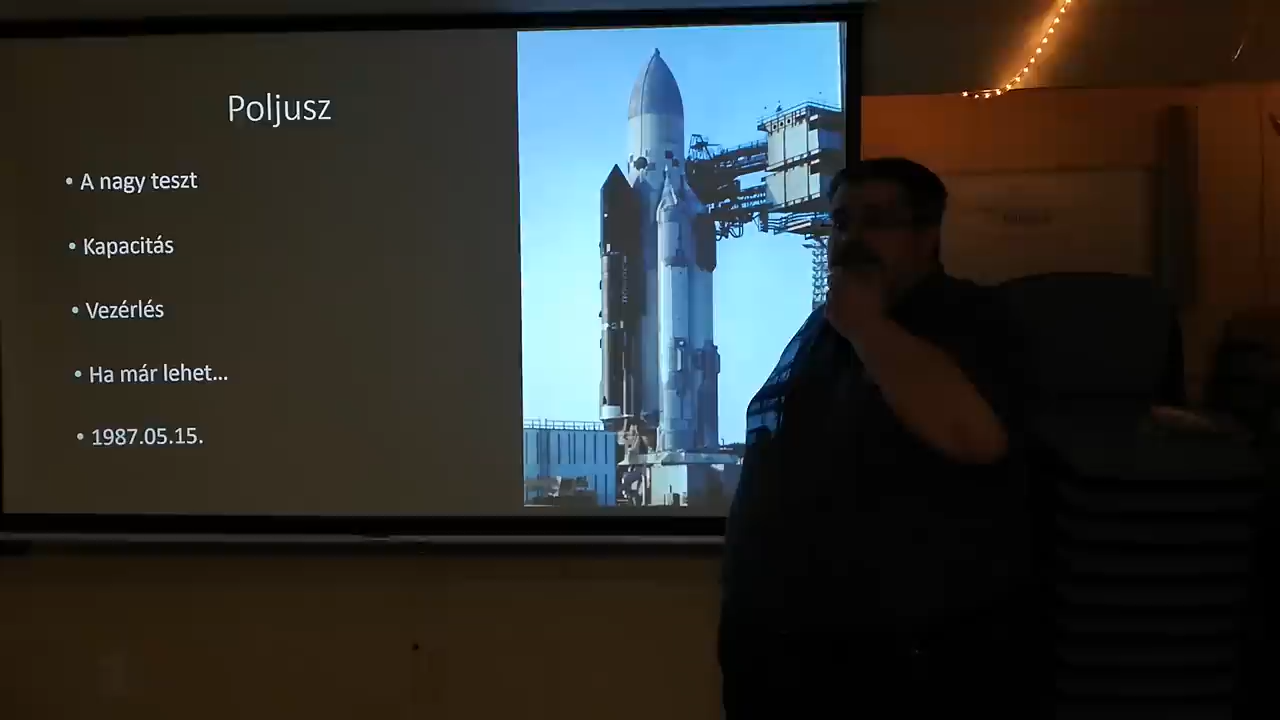 Poljusz
• A nagy teszt
• Kapacitás
• Vezérlés
• Ha már lehet...
• 1987.05.15.